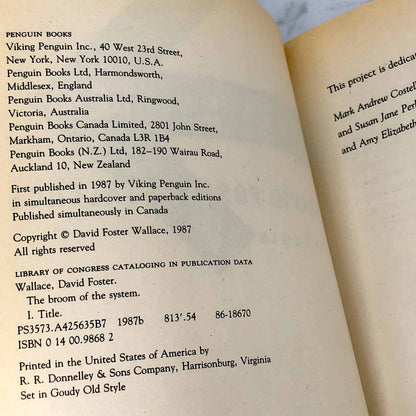 PENGUIN BOOKS
Viking Penguin Inc., 40 West 23rd Street,
New York, New York 10010, U.S.A.
Penguin Books Ltd, Harmondsworth,
Middlesex, England
Penguin Books Australia Ltd, Ringwood,
Victoria, Australia
Penguin Books Canada Limited, 2801 John Street,
Markham, Ontario, Canada L3R 1B4
Penguin Books (N.Z.) Ltd, 182–190 Wairau Road,
Auckland 10, New Zealand
First published in 1987 by Viking Penguin Inc.
in simultaneous hardcover and paperback editions
Published simultaneously in Canada
Copyright © David Foster Wallace, 1987
All rights reserved
LIBRARY OF CONGRESS CATALOGING IN PUBLICATION DATA
Wallace, David Foster.
The broom of the system.
I. Title.
PS3573.A425635B7 1987b 813'.54 86-18670
ISBN 0 14 00.9868 2
Printed in the United States of America by
R. R. Donnelley & Sons Company, Harrisonburg, Virginia
Set in Goudy Old Style
This project is dedica
Mark Andrew Costell
and Susan Jane Perk
and Amy Elizabeth